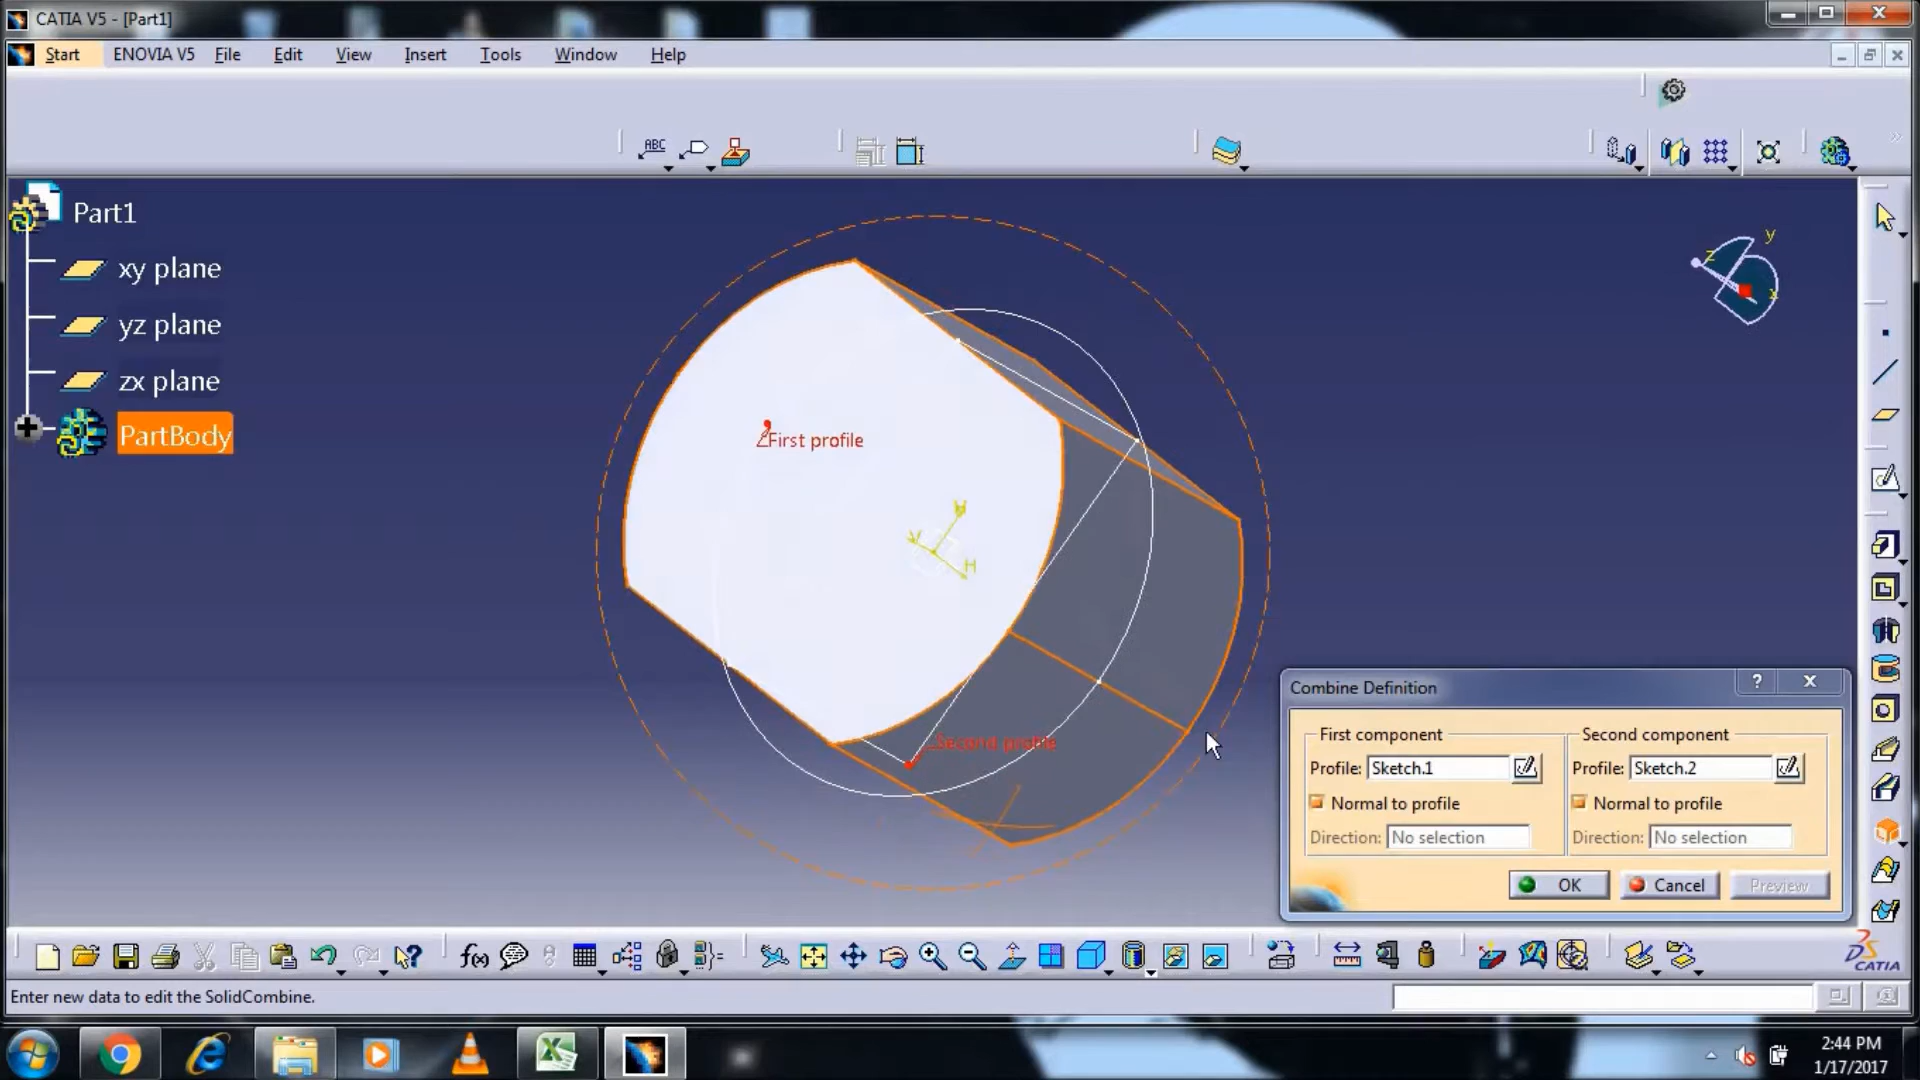 CATIA V5 - [Part1]
Start ENOVIA V5 File Edit View Insert Tools Window Help
ABC
Part1
xy plane
yz plane
zx plane
PartBody
y
z
x
First profile
V
H
Second profile
Combine Definition
?
First component
Second component
Profile: Sketch.1
Profile: Sketch.2
Normal to profile
Normal to profile
Direction: No selection
Direction: No selection
OK Cancel Preview
f(x)
CATIA
Enter new data to edit the SolidCombine.
2:44 PM
1/17/2017